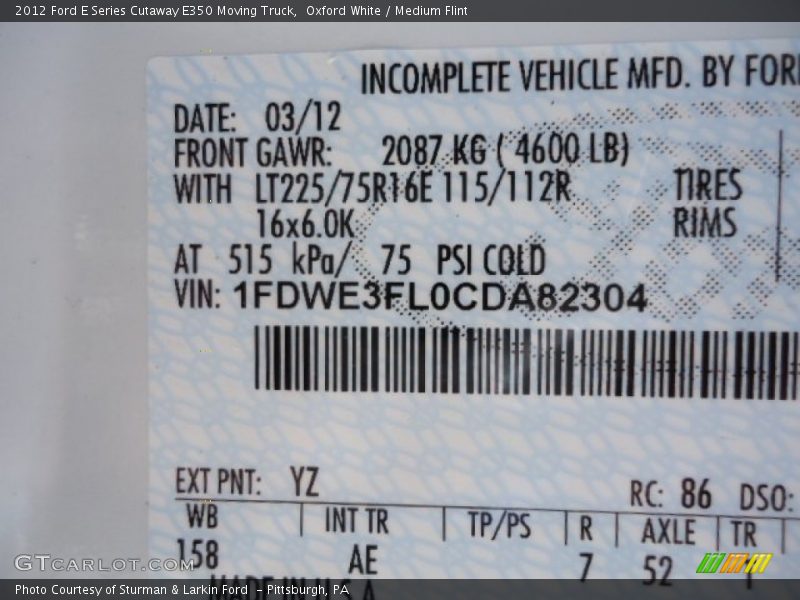 2012 Ford E Series Cutaway E350 Moving Truck,  Oxford White / Medium Flint
INCOMPLETE VEHICLE MFD. BY FOR
DATE: 03/12
FRONT GAWR: 2087 KG ( 4600 LB)
WITH LT225/75R16E 115/112R TIRES
16x6.0K RIMS
AT 515 kPa/ 75 PSI COLD
VIN: 1FDWE3FL0CDA82304
EXT PNT: YZ RC: 86 DSO:
WB INT TR TP/PS R AXLE TR
158 AE 7 52
GTCARLOT.COM
MADE IN U.S.A
Photo Courtesy of Sturman & Larkin Ford - Pittsburgh, PA